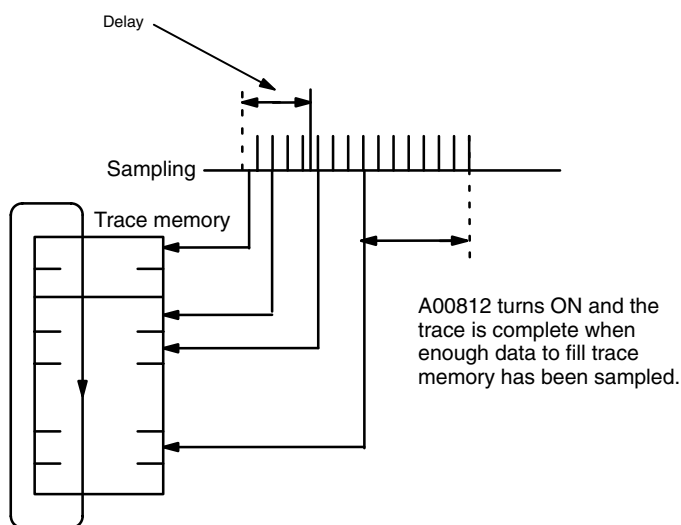 Delay
Sampling
Trace memory
A00812 turns ON and the
trace is complete when
enough data to fill trace
memory has been sampled.